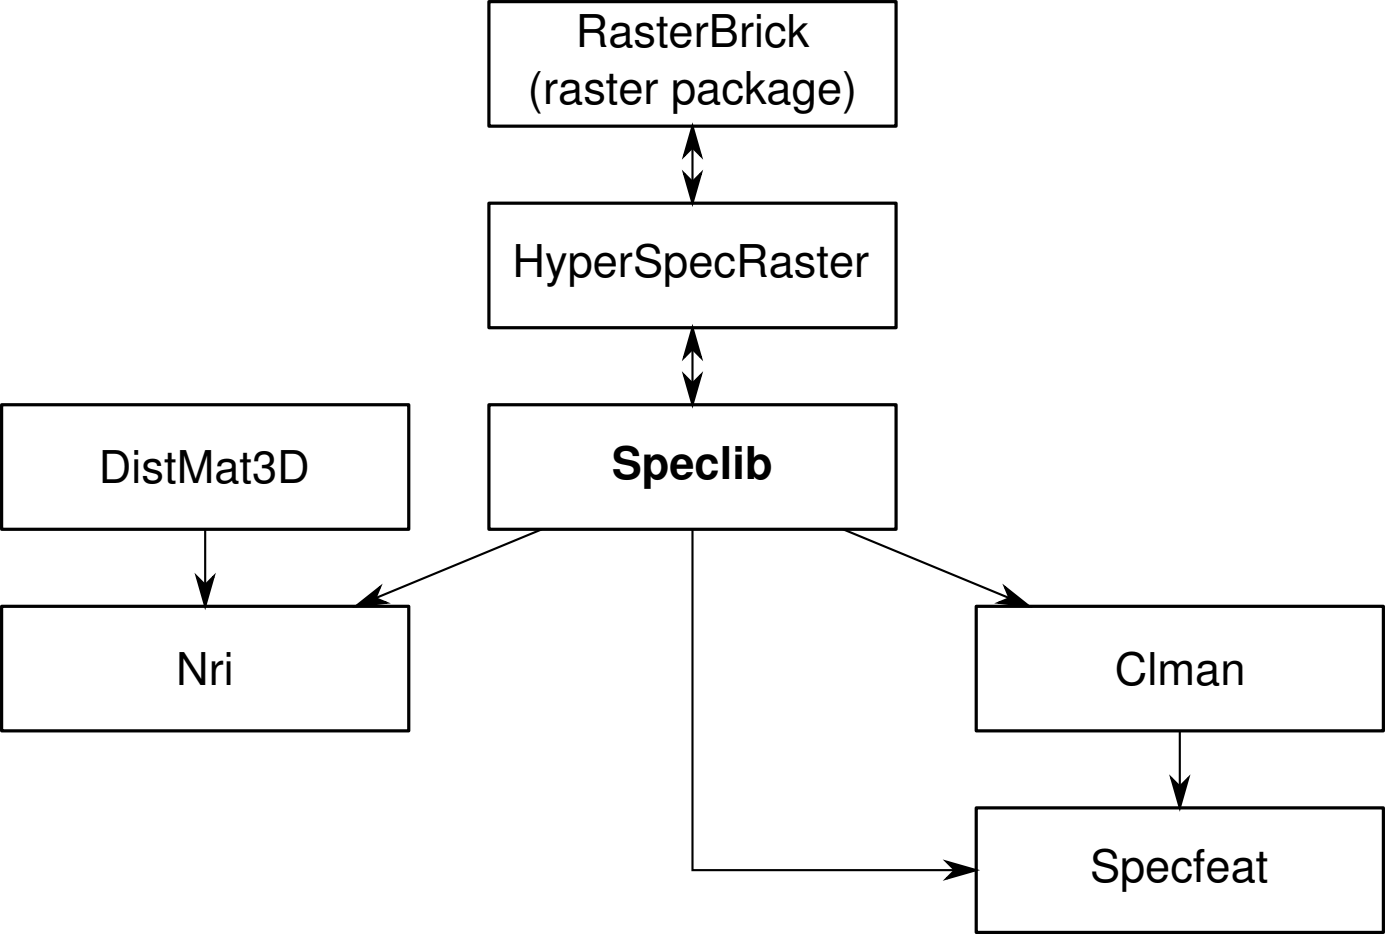 RasterBrick
(raster package)
HyperSpecRaster
DistMat3D
Speclib
Nri
Clman
Specfeat